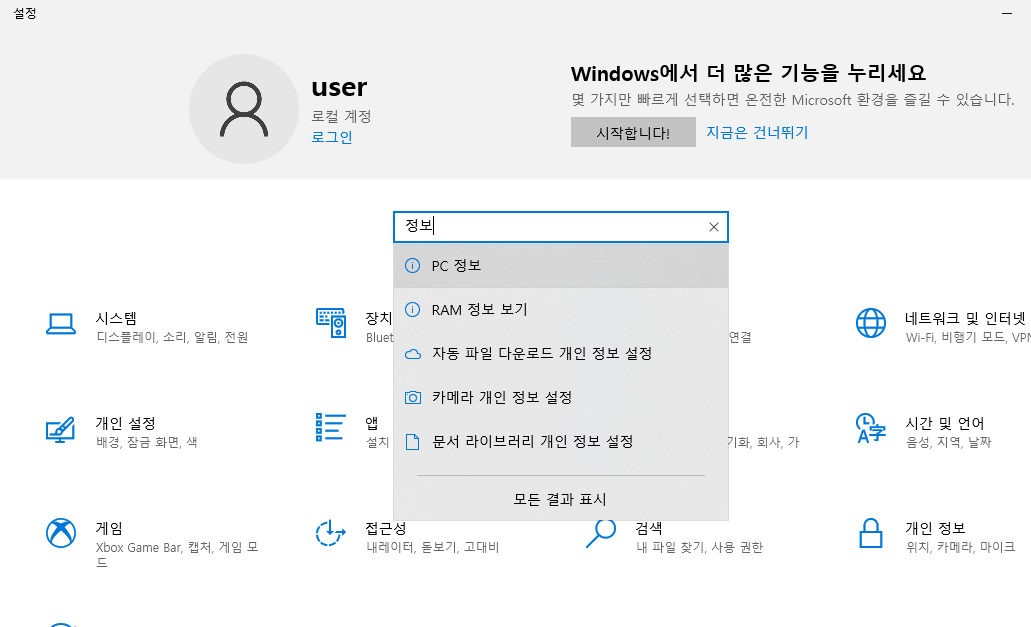 설정
user
로컬 계정
로그인
Windows에서 더 많은 기능을 누리세요
몇 가지만 빠르게 선택하면 온전한 Microsoft 환경을 즐길 수 있습니다.
시작합니다!
지금은 건너뛰기
정보
PC 정보
RAM 정보 보기
자동 파일 다운로드 개인 정보 설정
카메라 개인 정보 설정
문서 라이브러리 개인 정보 설정
모든 결과 표시
시스템
디스플레이, 소리, 알림, 전원
장치
연결
네트워크 및 인터넷
Wi-Fi, 비행기 모드, VPN
개인 설정
배경, 잠금 화면, 색
앱
설치
회사, 가
시간 및 언어
음성, 지역, 날짜
게임
Xbox Game Bar, 캡처, 게임 모
드
접근성
내레이터, 돋보기, 고대비
검색
내 파일 찾기, 사용 권한
개인 정보
위치, 카메라, 마이크